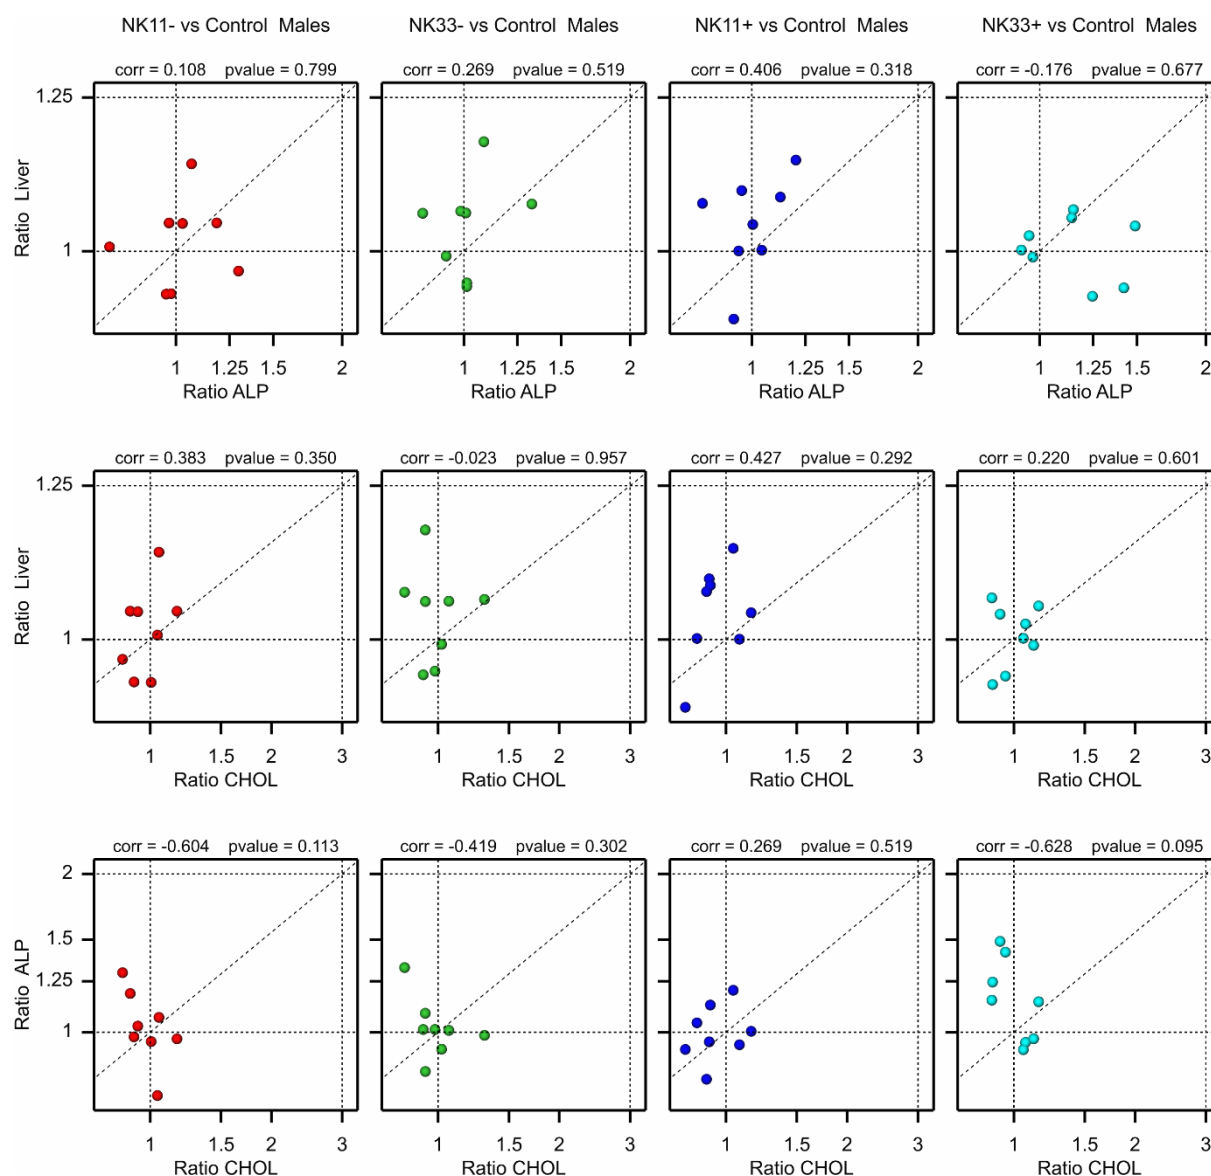 NK11- vs Control Males
NK33- vs Control Males
NK11+ vs Control Males
NK33+ vs Control Males
corr = 0.108 pvalue = 0.799
corr = 0.269 pvalue = 0.519
corr = 0.406 pvalue = 0.318
corr = -0.176 pvalue = 0.677
1.25
Ratio Liver
1
1 1.25 1.5 2
1 1.25 1.5 2
1 1.25 1.5 2
1 1.25 1.5 2
Ratio ALP
Ratio ALP
Ratio ALP
Ratio ALP
corr = 0.383 pvalue = 0.350
corr = -0.023 pvalue = 0.957
corr = 0.427 pvalue = 0.292
corr = 0.220 pvalue = 0.601
1.25
Ratio Liver
1
1 1.5 2 3
1 1.5 2 3
1 1.5 2 3
1 1.5 2 3
Ratio CHOL
Ratio CHOL
Ratio CHOL
Ratio CHOL
corr = -0.604 pvalue = 0.113
corr = -0.419 pvalue = 0.302
corr = 0.269 pvalue = 0.519
corr = -0.628 pvalue = 0.095
2
1.5
Ratio ALP
1.25
1
1 1.5 2 3
1 1.5 2 3
1 1.5 2 3
1 1.5 2 3
Ratio CHOL
Ratio CHOL
Ratio CHOL
Ratio CHOL